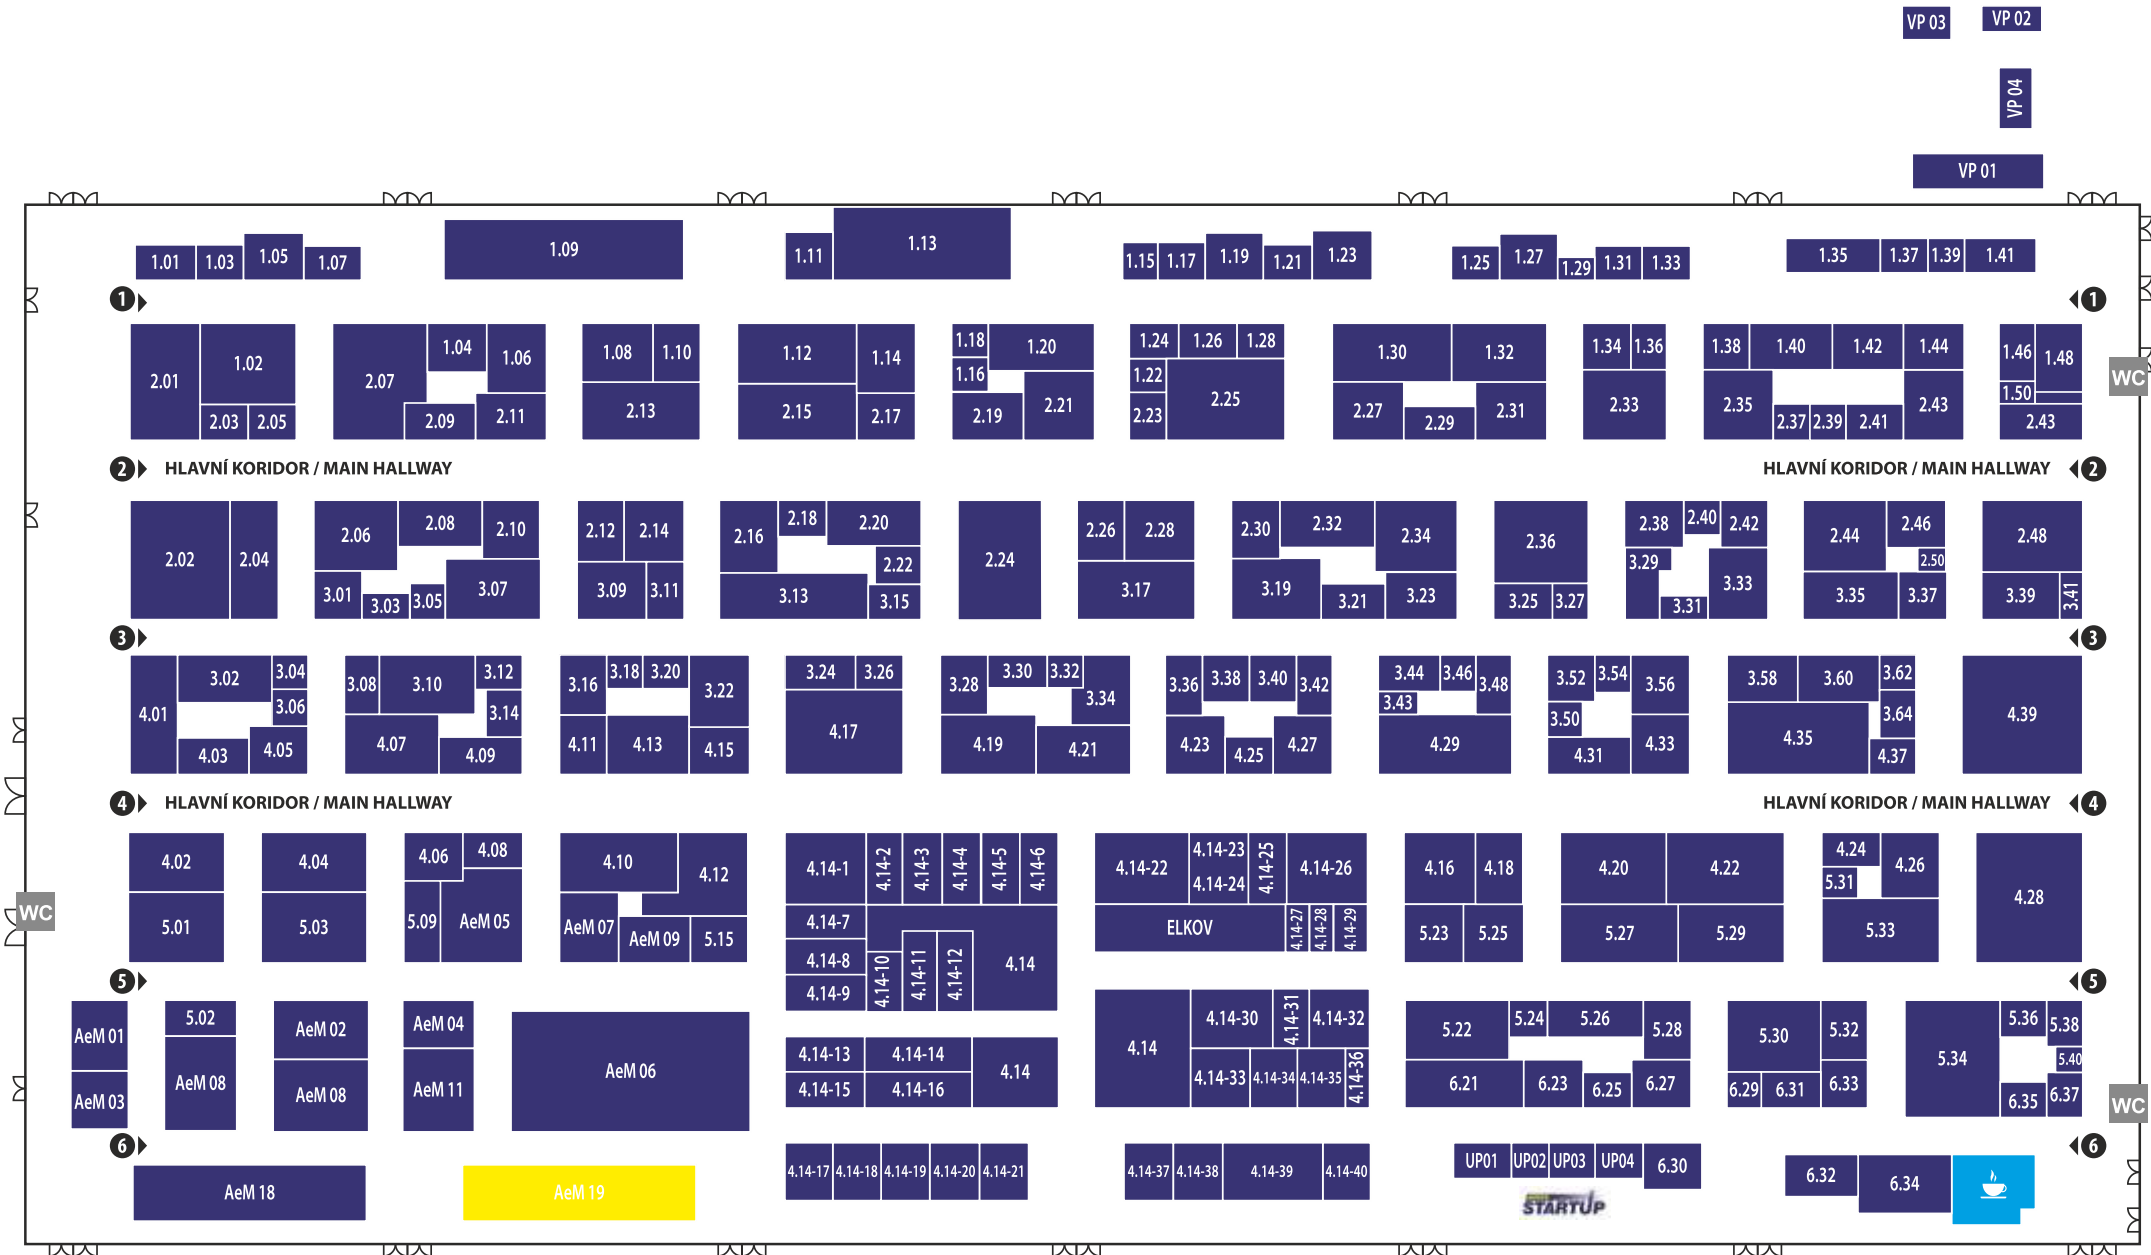 VP 03
VP 02
VP 04
VP 01
1.01 1.03 1.05 1.07 1.09 1.11 1.13 1.15 1.17 1.19 1.21 1.23 1.25 1.27 1.29 1.31 1.33 1.35 1.37 1.39 1.41
1 1
2.01 1.02 2.07 1.04 1.06 1.08 1.10 1.12 1.14 1.18 1.20 1.24 1.26 1.28 1.30 1.32 1.34 1.36 1.38 1.40 1.42 1.44 1.46 1.48
WC
1.16 1.22 1.50
2.03 2.05 2.09 2.11 2.13 2.15 2.17 2.19 2.21 2.23 2.25 2.27 2.29 2.31 2.33 2.35 2.37 2.39 2.41 2.43 2.43
2 HLAVNÍ KORIDOR / MAIN HALLWAY HLAVNÍ KORIDOR / MAIN HALLWAY 2
2.02 2.04 2.06 2.08 2.10 2.12 2.14 2.16 2.18 2.20 2.22 2.24 2.26 2.28 2.30 2.32 2.34 2.36 2.38 2.40 2.42 2.44 2.46 2.50 2.48
3.01 3.03 3.05 3.07 3.09 3.11 3.13 3.15 3.17 3.19 3.21 3.23 3.25 3.27 3.29 3.31 3.33 3.35 3.37 3.39 3.41
3 3
4.01 3.02 3.04 3.06 3.08 3.10 3.12 3.14 3.16 3.18 3.20 3.22 3.24 3.26 3.28 3.30 3.32 3.34 3.36 3.38 3.40 3.42 3.44 3.46 3.43 3.48 3.52 3.54 3.50 3.56 3.58 3.60 3.62 3.64 4.39
4.03 4.05 4.07 4.09 4.11 4.13 4.15 4.17 4.19 4.21 4.23 4.25 4.27 4.29 4.31 4.33 4.35 4.37
4 HLAVNÍ KORIDOR / MAIN HALLWAY HLAVNÍ KORIDOR / MAIN HALLWAY 4
4.02 4.04 4.06 4.08 4.10 4.12 4.14-1 4.14-2 4.14-3 4.14-4 4.14-5 4.14-6 4.14-22 4.14-23 4.14-24 4.14-25 4.14-26 4.16 4.18 4.20 4.22 4.24 4.26 4.28
WC
5.01 5.03 5.09 AeM 05 AeM 07 AeM 09 5.15 4.14-7 ELKOV 4.14-27 4.14-28 4.14-29 5.23 5.25 5.27 5.29 5.31 5.33
4.14-8 4.14-9 4.14-10 4.14-11 4.14-12 4.14
5 5
AeM 01 5.02 AeM 02 AeM 04 AeM 06 4.14 4.14-30 4.14-31 4.14-32 5.22 5.24 5.26 5.28 5.30 5.32 5.34 5.36 5.38 5.40
AeM 03 AeM 08 AeM 08 AeM 11 4.14-13 4.14-14 4.14 4.14-15 4.14-16 4.14-33 4.14-34 4.14-35 4.14-36 6.21 6.23 6.25 6.27 6.29 6.31 6.33 6.35 6.37
WC
6 6
AeM 18 AeM 19 4.14-17 4.14-18 4.14-19 4.14-20 4.14-21 4.14-37 4.14-38 4.14-39 4.14-40 UP01 UP02 UP03 UP04 6.30 6.32 6.34
STARTUP